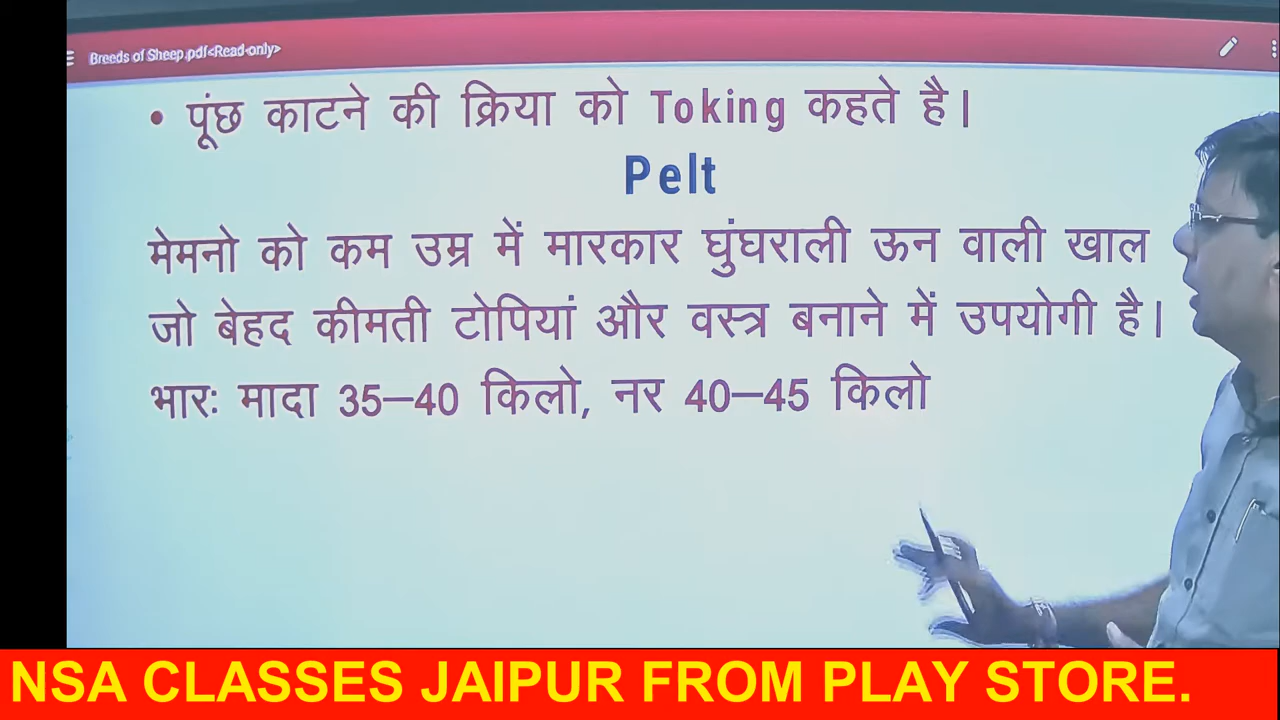 Breeds of Sheep.pdf<Read-only>
• पूंछ काटने की क्रिया को Toking कहते है।
Pelt
मेमनो को कम उम्र में मारकार घुंघराली ऊन वाली खाल
जो बेहद कीमती टोपियां और वस्त्र बनाने में उपयोगी है।
भारः मादा 35–40 किलो, नर 40–45 किलो
NSA CLASSES JAIPUR FROM PLAY STORE.